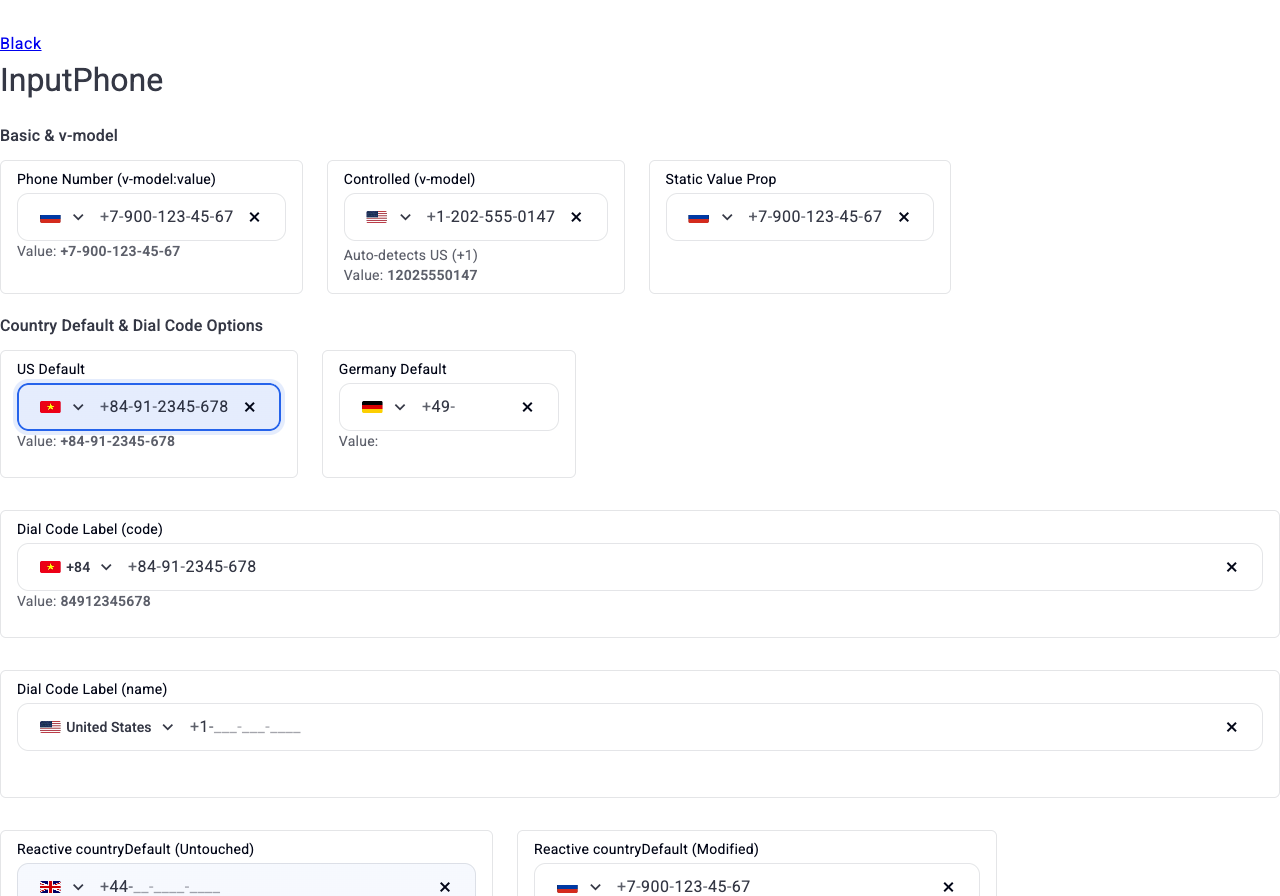 Black
InputPhone
Basic & v-model
Phone Number (v-model:value)
+7-900-123-45-67
Value: +7-900-123-45-67
Controlled (v-model)
+1-202-555-0147
Auto-detects US (+1)
Value: 12025550147
Static Value Prop
+7-900-123-45-67
Country Default & Dial Code Options
US Default
+84-91-2345-678
Value: +84-91-2345-678
Germany Default
+49-
Value:
Dial Code Label (code)
+84 +84-91-2345-678
Value: 84912345678
Dial Code Label (name)
United States +1-___-___-____
Reactive countryDefault (Untouched)
+44-__-____-____
Reactive countryDefault (Modified)
+7-900-123-45-67